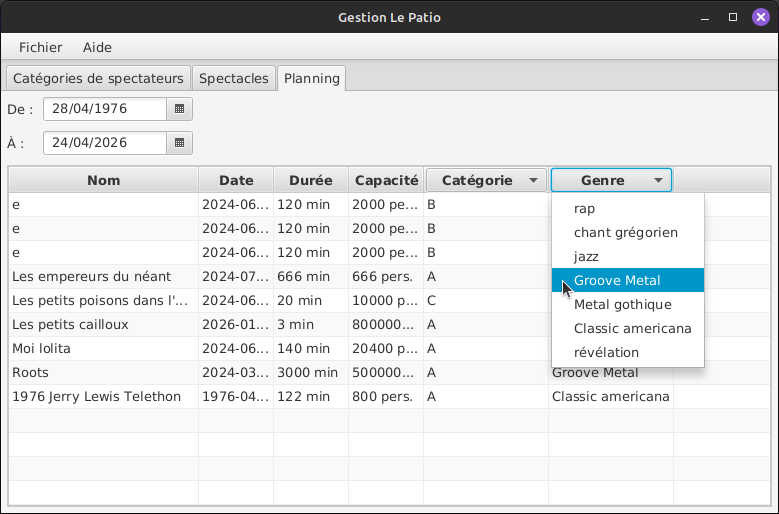 Gestion Le Patio
Fichier Aide
Catégories de spectateurs Spectacles Planning
De : 28/04/1976
À : 24/04/2026
Nom Date Durée Capacité Catégorie Genre
e 2024-06... 120 min 2000 pe... B rap
e 2024-06... 120 min 2000 pe... B chant grégorien
e 2024-06... 120 min 2000 pe... B jazz
Les empereurs du néant 2024-07... 666 min 666 pers. A Groove Metal
Les petits poisons dans l'... 2024-06... 20 min 10000 p... C Metal gothique
Les petits cailloux 2026-01... 3 min 800000... A Classic americana
Moi lolita 2024-06... 140 min 20400 p... A révélation
Roots 2024-03... 3000 min 500000... A Groove Metal
1976 Jerry Lewis Telethon 1976-04... 122 min 800 pers. A Classic americana